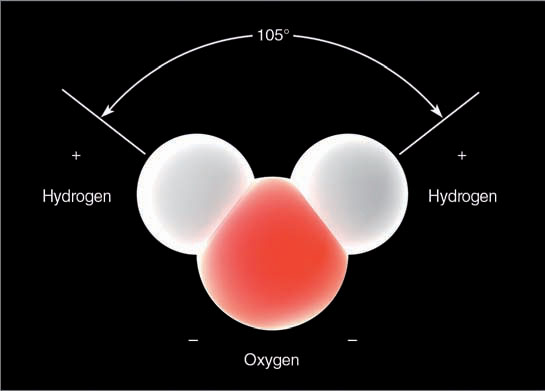 105°
+
+
Hydrogen
Hydrogen
– –
Oxygen